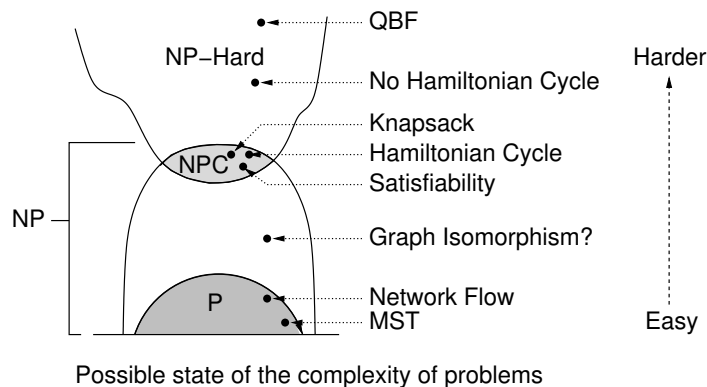 QBF
NP–Hard
Harder
No Hamiltonian Cycle
Knapsack
Hamiltonian Cycle
NPC
Satisfiability
NP
Graph Isomorphism?
P
Network Flow
MST
Easy
Possible state of the complexity of problems